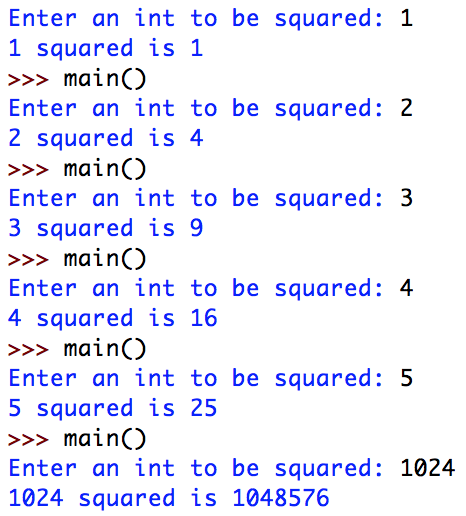 Enter an int to be squared: 1
1 squared is 1
>>> main()
Enter an int to be squared: 2
2 squared is 4
>>> main()
Enter an int to be squared: 3
3 squared is 9
>>> main()
Enter an int to be squared: 4
4 squared is 16
>>> main()
Enter an int to be squared: 5
5 squared is 25
>>> main()
Enter an int to be squared: 1024
1024 squared is 1048576